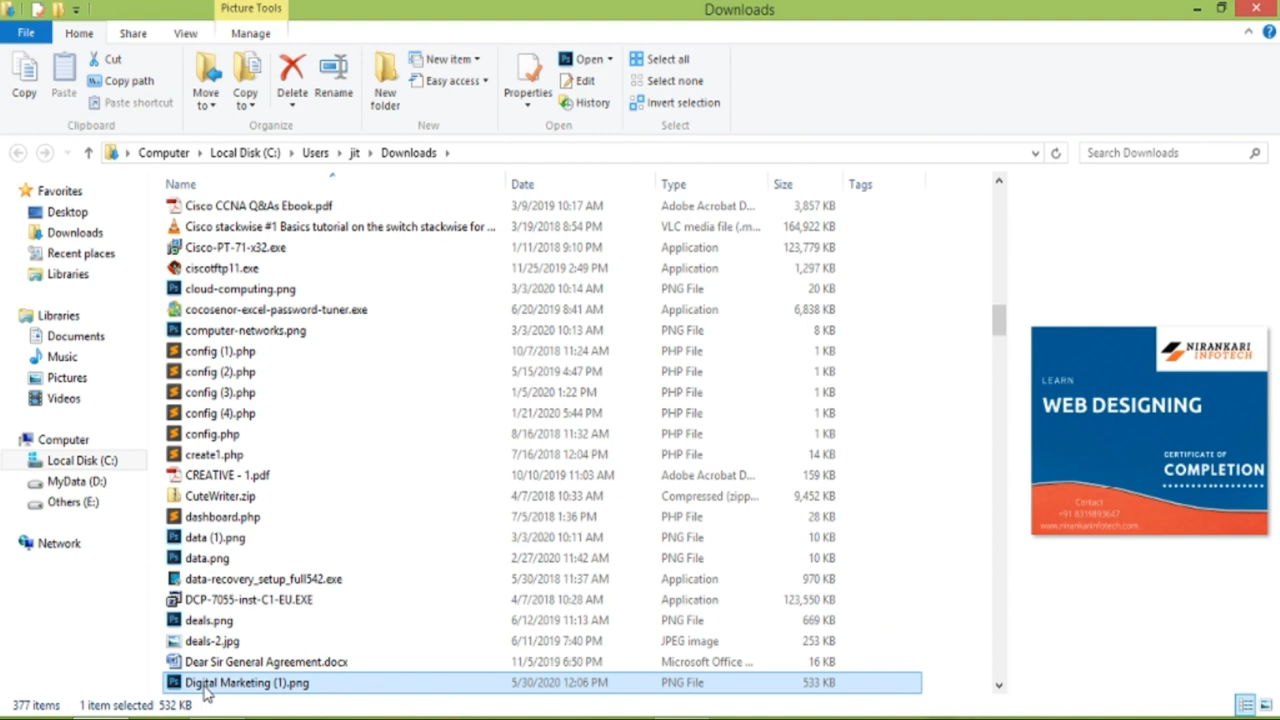 Picture Tools
Downloads
File
Home
Share
View
Manage
Copy
Paste
Cut
Copy path
Paste shortcut
Clipboard
Move to
Copy to
Delete
Rename
Organize
New folder
New item
Easy access
New
Properties
Open
Edit
History
Open
Select all
Select none
Invert selection
Select
Computer
Local Disk (C:)
Users
jit
Downloads
Search Downloads
Favorites
Desktop
Downloads
Recent places
Libraries
Libraries
Documents
Music
Pictures
Videos
Computer
Local Disk (C:)
MyData (D:)
Others (E:)
Network
Name Date Type Size Tags
Cisco CCNA Q&As Ebook.pdf 3/9/2019 10:17 AM Adobe Acrobat D... 3,857 KB
Cisco stackwise #1 Basics tutorial on the switch stackwise for ... 3/19/2018 8:54 PM VLC media file (.m... 164,922 KB
Cisco-PT-71-x32.exe 1/11/2018 9:10 PM Application 123,779 KB
ciscotftp11.exe 11/25/2019 2:49 PM Application 1,297 KB
cloud-computing.png 3/3/2020 10:14 AM PNG File 20 KB
cocosenor-excel-password-tuner.exe 6/20/2019 8:41 AM Application 6,838 KB
computer-networks.png 3/3/2020 10:13 AM PNG File 8 KB
config (1).php 10/7/2018 11:24 AM PHP File 1 KB
config (2).php 5/15/2019 4:47 PM PHP File 1 KB
config (3).php 1/5/2020 1:22 PM PHP File 1 KB
config (4).php 1/21/2020 5:44 PM PHP File 1 KB
config.php 8/16/2018 11:32 AM PHP File 1 KB
create1.php 7/16/2018 12:04 PM PHP File 14 KB
CREATIVE - 1.pdf 10/10/2019 11:03 AM Adobe Acrobat D... 159 KB
CuteWriter.zip 4/7/2018 10:33 AM Compressed (zipp... 9,452 KB
dashboard.php 7/5/2018 1:36 PM PHP File 28 KB
data (1).png 3/3/2020 10:11 AM PNG File 10 KB
data.png 2/27/2020 11:42 AM PNG File 10 KB
data-recovery_setup_full542.exe 5/30/2018 11:37 AM Application 970 KB
DCP-7055-inst-C1-EU.EXE 4/7/2018 10:28 AM Application 123,550 KB
deals.png 6/12/2019 11:13 AM PNG File 669 KB
deals-2.jpg 6/11/2019 7:40 PM JPEG image 253 KB
Dear Sir General Agreement.docx 11/5/2019 6:50 PM Microsoft Office ... 16 KB
Digital Marketing (1).png 5/30/2020 12:06 PM PNG File 533 KB
NIRANKARI
INFOTECH
LEARN
WEB DESIGNING
CERTIFICATE OF
COMPLETION
Contact
+91 8319893647
www.nirankarinfotech.com
377 items 1 item selected 532 KB